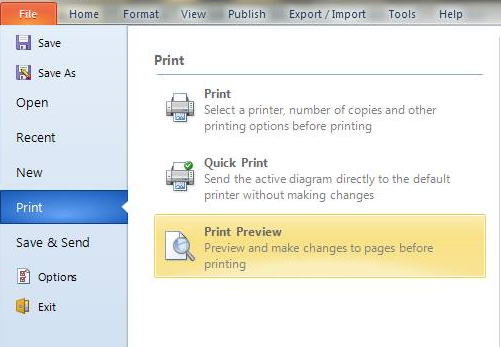 File Home Format View Publish Export / Import Tools Help
Save
Save As
Open
Recent
New
Print
Save & Send
Options
Exit
Print
Print
Select a printer, number of copies and other
printing options before printing
Quick Print
Send the active diagram directly to the default
printer without making changes
Print Preview
Preview and make changes to pages before
printing